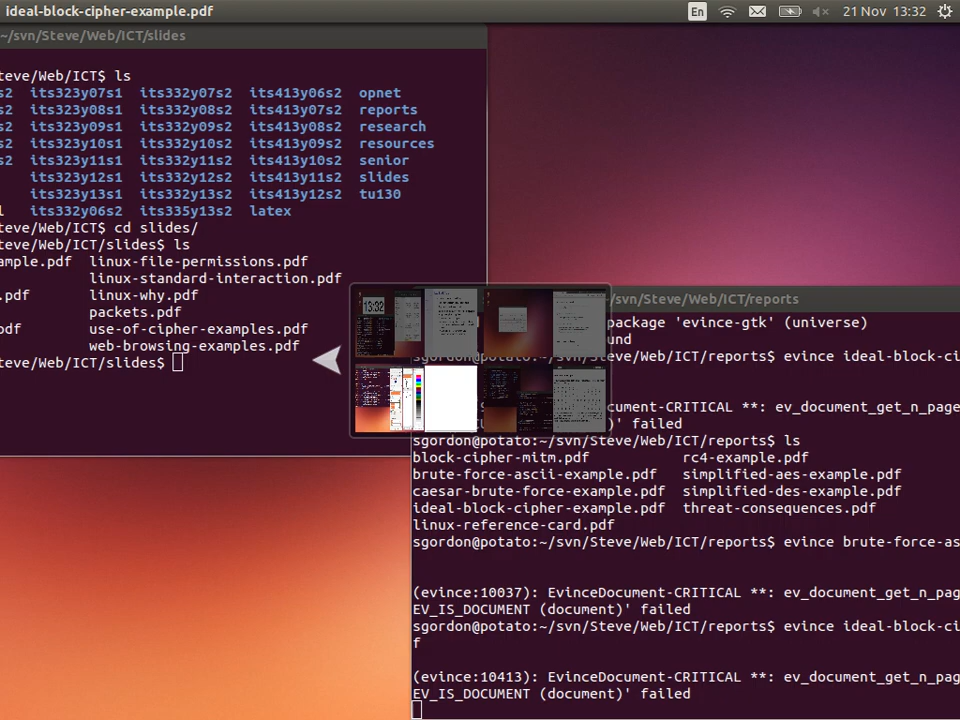 ideal-block-cipher-example.pdf
En
21 Nov 13:32
~/svn/Steve/Web/ICT/slides
teve/Web/ICT$ ls
s2 its323y07s1 its332y07s2 its413y06s2 opnet
s2 its323y08s1 its332y08s2 its413y07s2 reports
s2 its323y09s1 its332y09s2 its413y08s2 research
s2 its323y10s1 its332y10s2 its413y09s2 resources
s2 its323y11s1 its332y11s2 its413y10s2 senior
its323y12s1 its332y12s2 its413y11s2 slides
its323y13s1 its332y13s2 its413y12s2 tu130
l its332y06s2 its335y13s2 latex
teve/Web/ICT$ cd slides/
teve/Web/ICT/slides$ ls
ample.pdf linux-file-permissions.pdf
linux-standard-interaction.pdf
.pdf linux-why.pdf
packets.pdf
pdf use-of-cipher-examples.pdf
web-browsing-examples.pdf
teve/Web/ICT/slides$
13:32
/svn/Steve/Web/ICT/reports
package 'evince-gtk' (universe)
und
sgordon@potato:~/svn/Steve/Web/ICT/reports$ evince ideal-block-ci
cument-CRITICAL **: ev_document_get_n_page
)' failed
sgordon@potato:~/svn/Steve/Web/ICT/reports$ ls
block-cipher-mitm.pdf rc4-example.pdf
brute-force-ascii-example.pdf simplified-aes-example.pdf
caesar-brute-force-example.pdf simplified-des-example.pdf
ideal-block-cipher-example.pdf threat-consequences.pdf
linux-reference-card.pdf
sgordon@potato:~/svn/Steve/Web/ICT/reports$ evince brute-force-as
(evince:10037): EvinceDocument-CRITICAL **: ev_document_get_n_pag
EV_IS_DOCUMENT (document)' failed
sgordon@potato:~/svn/Steve/Web/ICT/reports$ evince ideal-block-ci
f
(evince:10413): EvinceDocument-CRITICAL **: ev_document_get_n_pag
EV_IS_DOCUMENT (document)' failed